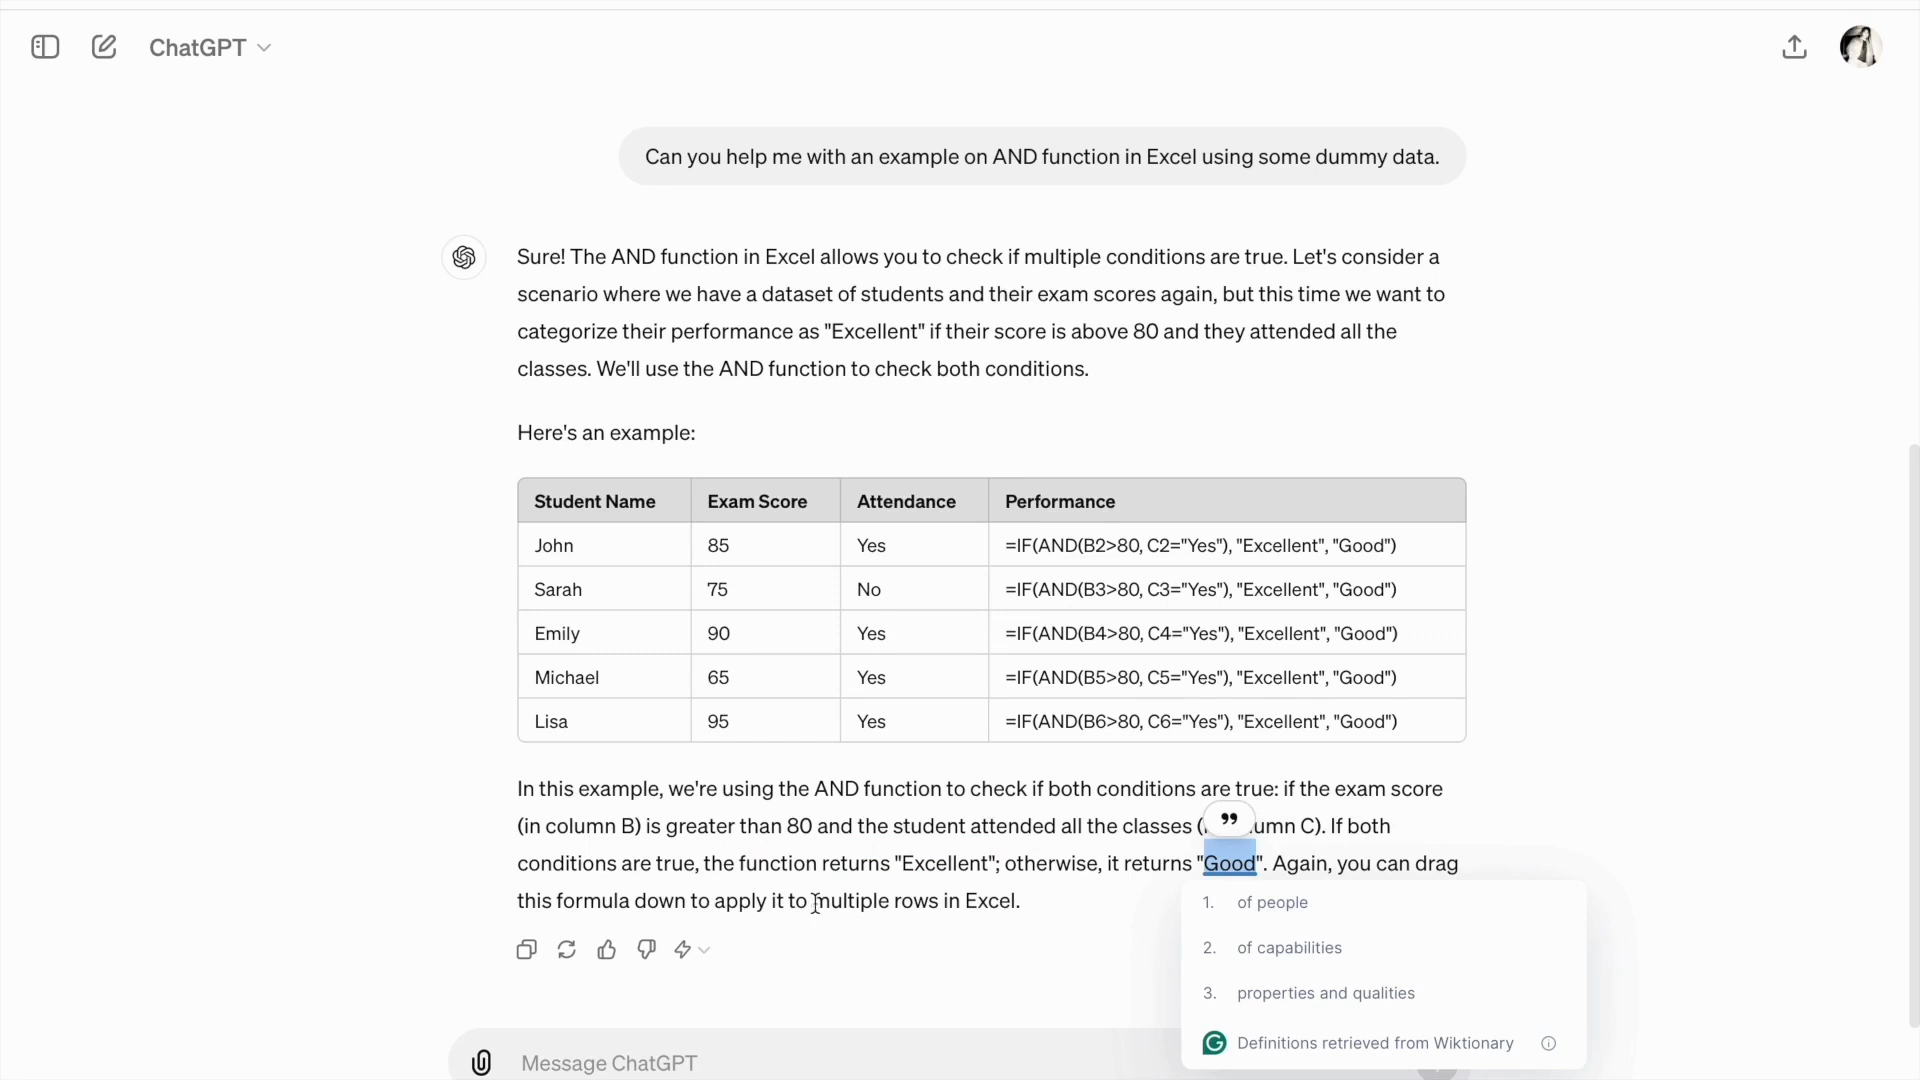 ChatGPT
Can you help me with an example on AND function in Excel using some dummy data.
Sure! The AND function in Excel allows you to check if multiple conditions are true. Let's consider a
scenario where we have a dataset of students and their exam scores again, but this time we want to
categorize their performance as "Excellent" if their score is above 80 and they attended all the
classes. We'll use the AND function to check both conditions.
Here's an example:
Student Name Exam Score Attendance Performance
John 85 Yes =IF(AND(B2>80, C2="Yes"), "Excellent", "Good")
Sarah 75 No =IF(AND(B3>80, C3="Yes"), "Excellent", "Good")
Emily 90 Yes =IF(AND(B4>80, C4="Yes"), "Excellent", "Good")
Michael 65 Yes =IF(AND(B5>80, C5="Yes"), "Excellent", "Good")
Lisa 95 Yes =IF(AND(B6>80, C6="Yes"), "Excellent", "Good")
In this example, we're using the AND function to check if both conditions are true: if the exam score
(in column B) is greater than 80 and the student attended all the classes ( umn C). If both
conditions are true, the function returns "Excellent"; otherwise, it returns "Good". Again, you can drag
this formula down to apply it to multiple rows in Excel.
1. of people
2. of capabilities
3. properties and qualities
Definitions retrieved from Wiktionary
Message ChatGPT